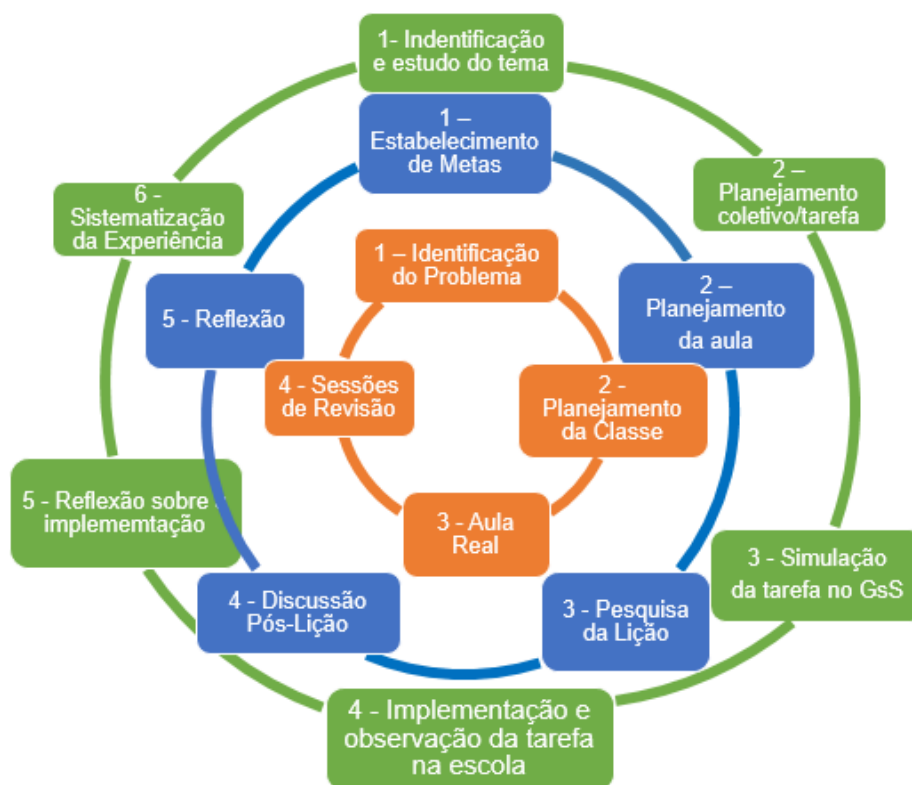 1- Indentificação
e estudo do tema
1 –
Estabelecimento
de Metas
2 –
Planejamento
coletivo/tarefa
6 -
Sistematização
da Experiência
1 – Identificação
do Problema
2 –
Planejamento
da aula
5 - Reflexão
4 - Sessões
de Revisão
2 -
Planejamento
da Classe
5 - Reflexão sobre
implememtação
3 - Aula
Real
3 - Simulação
da tarefa no GsS
4 - Discussão
Pós-Lição
3 - Pesquisa
da Lição
4 - Implementação e
observação da tarefa
na escola